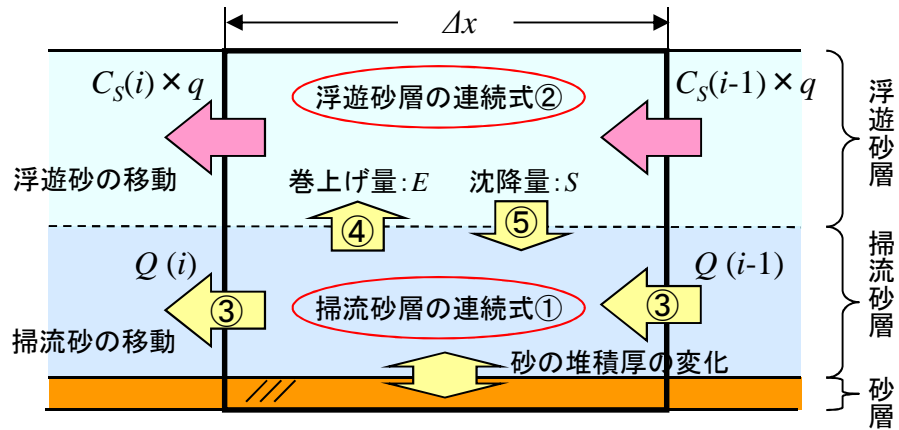 Δx
C_S(i)×q
浮遊砂層の連続式②
C_S(i-1)×q
浮遊砂層
浮遊砂の移動
巻上げ量:E
沈降量:S
④
⑤
Q (i)
Q (i-1)
③
掃流砂層の連続式①
③
掃流砂層
掃流砂の移動
砂の堆積厚の変化
砂層